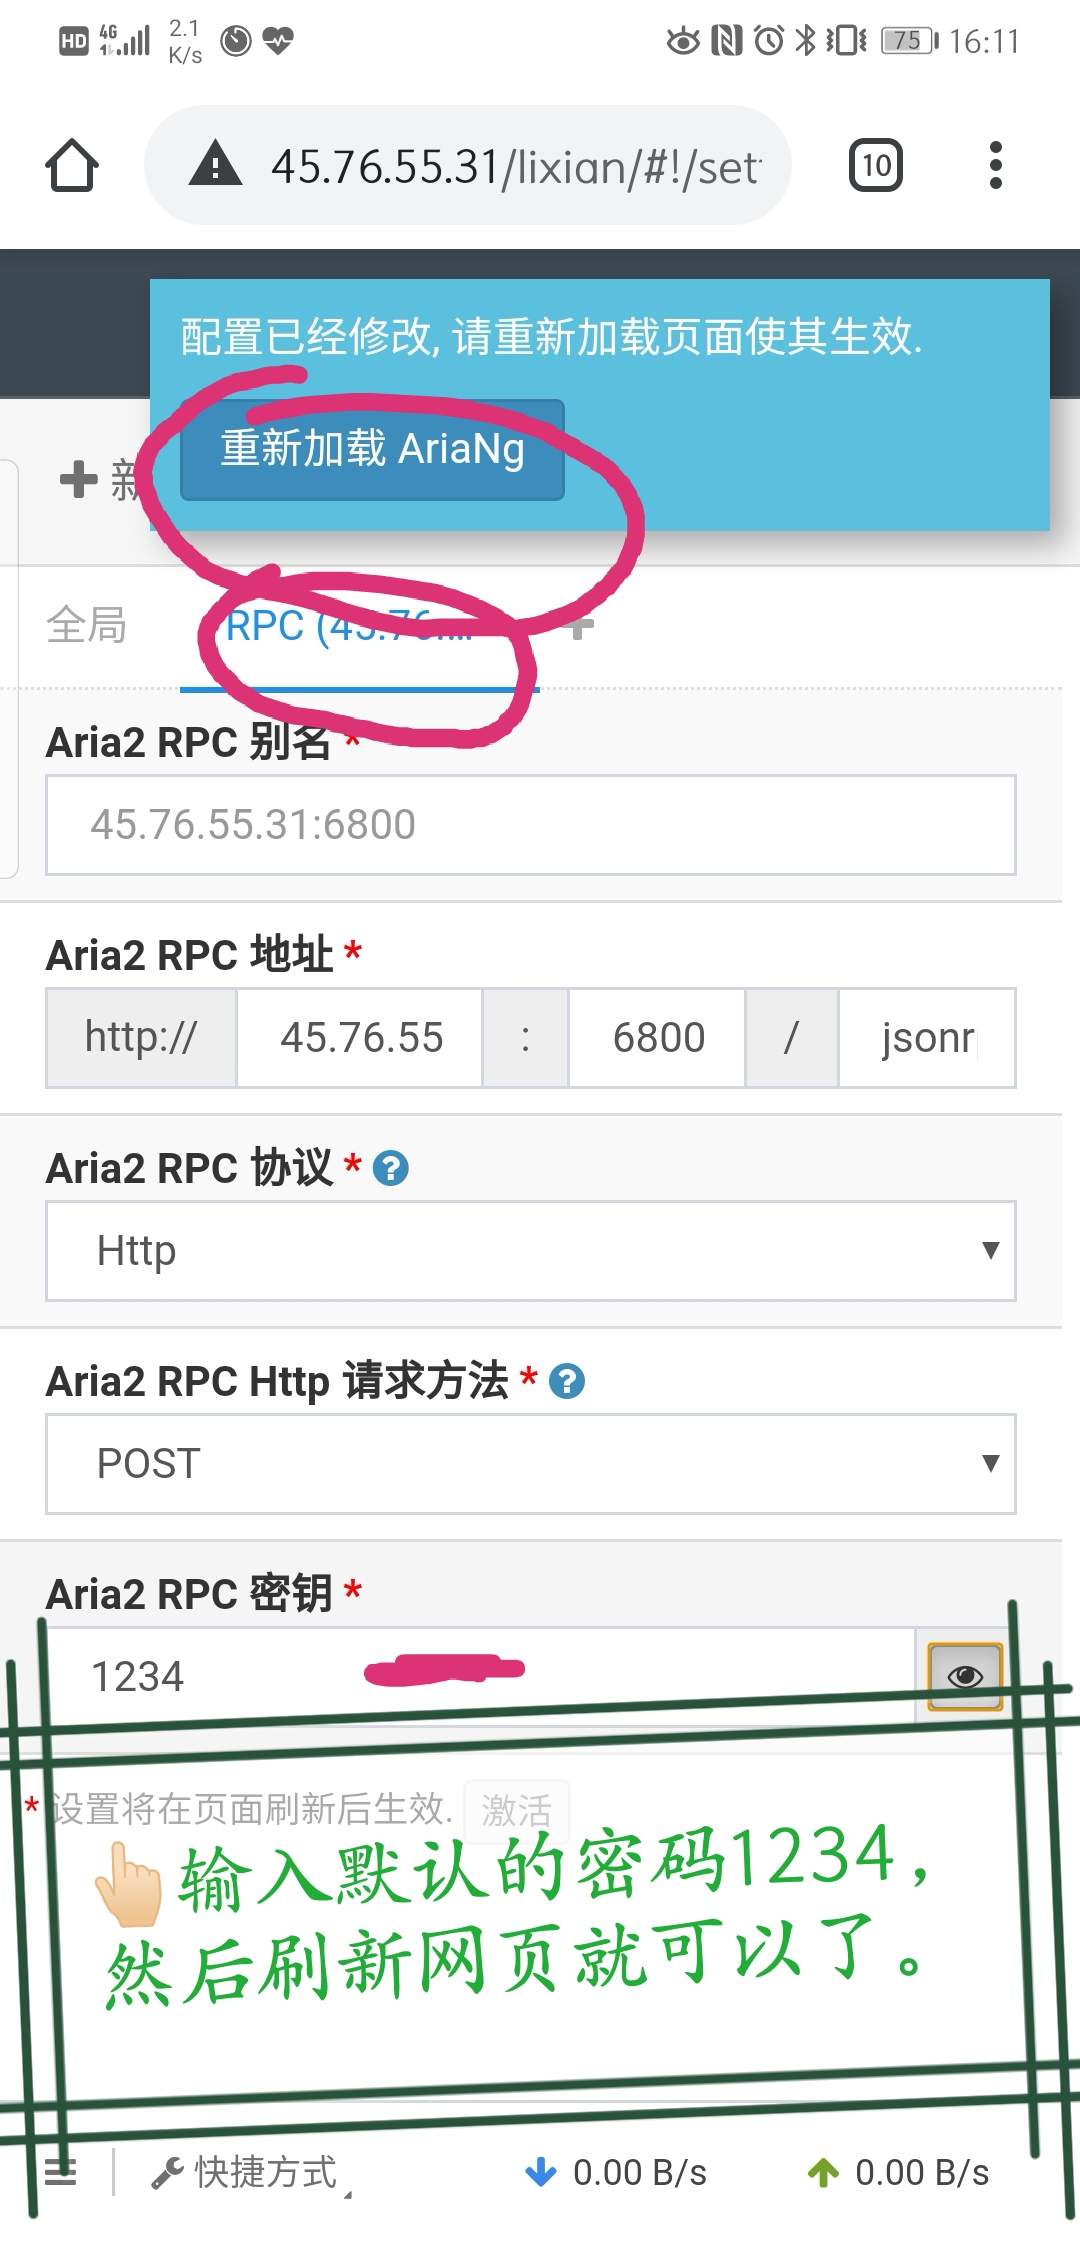 HD 4G 2.1 K/s 75 16:11
45.76.55.31/lixian/#!/set
10
配置已经修改, 请重新加载页面使其生效.
重新加载 AriaNg
新
全局 RPC (45.76.…
Aria2 RPC 别名 *
45.76.55.31:6800
Aria2 RPC 地址 *
http:// 45.76.55 : 6800 / jsonr
Aria2 RPC 协议 * ?
Http
Aria2 RPC Http 请求方法 * ?
POST
Aria2 RPC 密钥 *
1234
* 设置将在页面刷新后生效. 激活
输入默认的密码1234，
然后刷新网页就可以了。
快捷方式 0.00 B/s 0.00 B/s